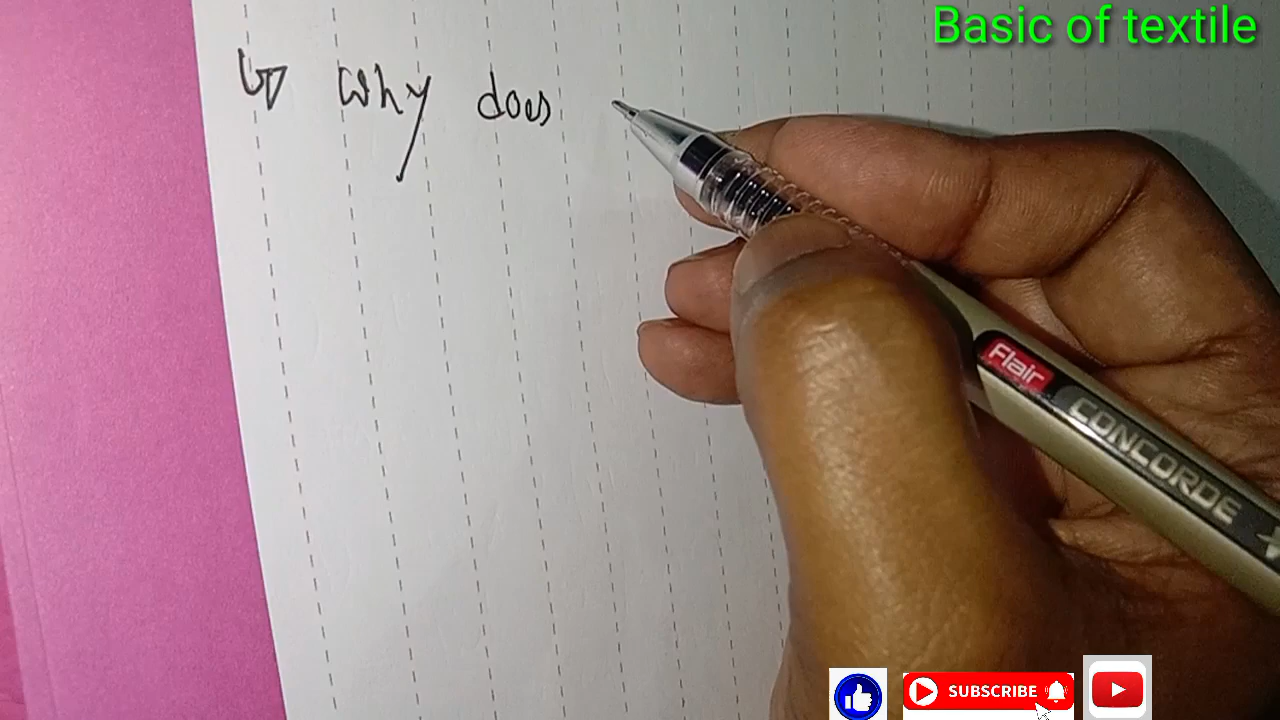 Basic of textile
Why does
Flair
CONCORDE
SUBSCRIBE